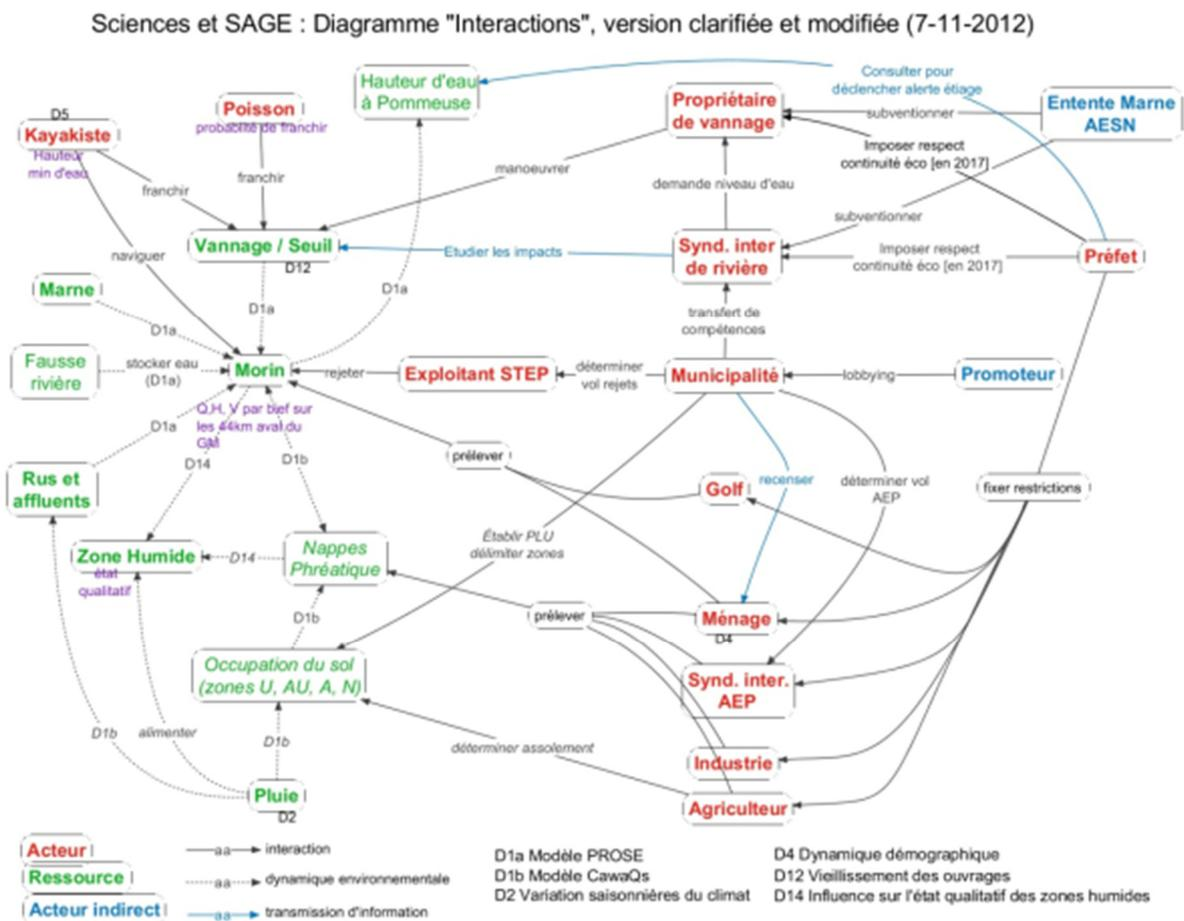 Sciences et SAGE : Diagramme "Interactions", version clarifiée et modifiée (7-11-2012)
Hauteur d'eau
à Pommeuse
Consulter pour
déclencher alerte étiage
D5
Kayakiste
Hauteur
min d'eau
Poisson
probablité de franchir
Propriétaire
de vannage
subventionner
Entente Marne
AESN
Imposer respect
continuité éco [en 2017]
franchir
franchir
manoeuvrer
demande niveau d'eau
subventionner
naviguer
Vannage / Seuil
D12
Etudier les impacts
Synd. inter
de rivière
Imposer respect
continuité éco [en 2017]
Préfet
Marne
D1a
D1a
D1a
transfert de
compétences
Fausse
rivière
stocker eau
(D1a)
Morin
rejeter
Exploitant STEP
déterminer
vol rejets
Municipalité
lobbying
Promoteur
Q,H, V par bief sur
les 44km aval du
GM
D1a
D14
D1b
prélever
Rus et
affluents
Golf
recenser
déterminer vol
AEP
fixer restrictions
Établir PLU
délimiter zones
Zone Humide
état
qualitatif
D14
Nappes
Phréatique
D1b
prélever
Ménage
D4
Occupation du sol
(zones U, AU, A, N)
Synd. inter.
AEP
D1b
alimenter
D1b
déterminer assolement
Industrie
Pluie
D2
Agriculteur
Acteur
Ressource
Acteur indirect
aa
interaction
aa
dynamique environnementale
aa
transmission d'information
D1a Modèle PROSE
D1b Modèle CawaQs
D2 Variation saisonnières du climat
D4 Dynamique démographique
D12 Vieillissement des ouvrages
D14 Influence sur l'état qualitatif des zones humides